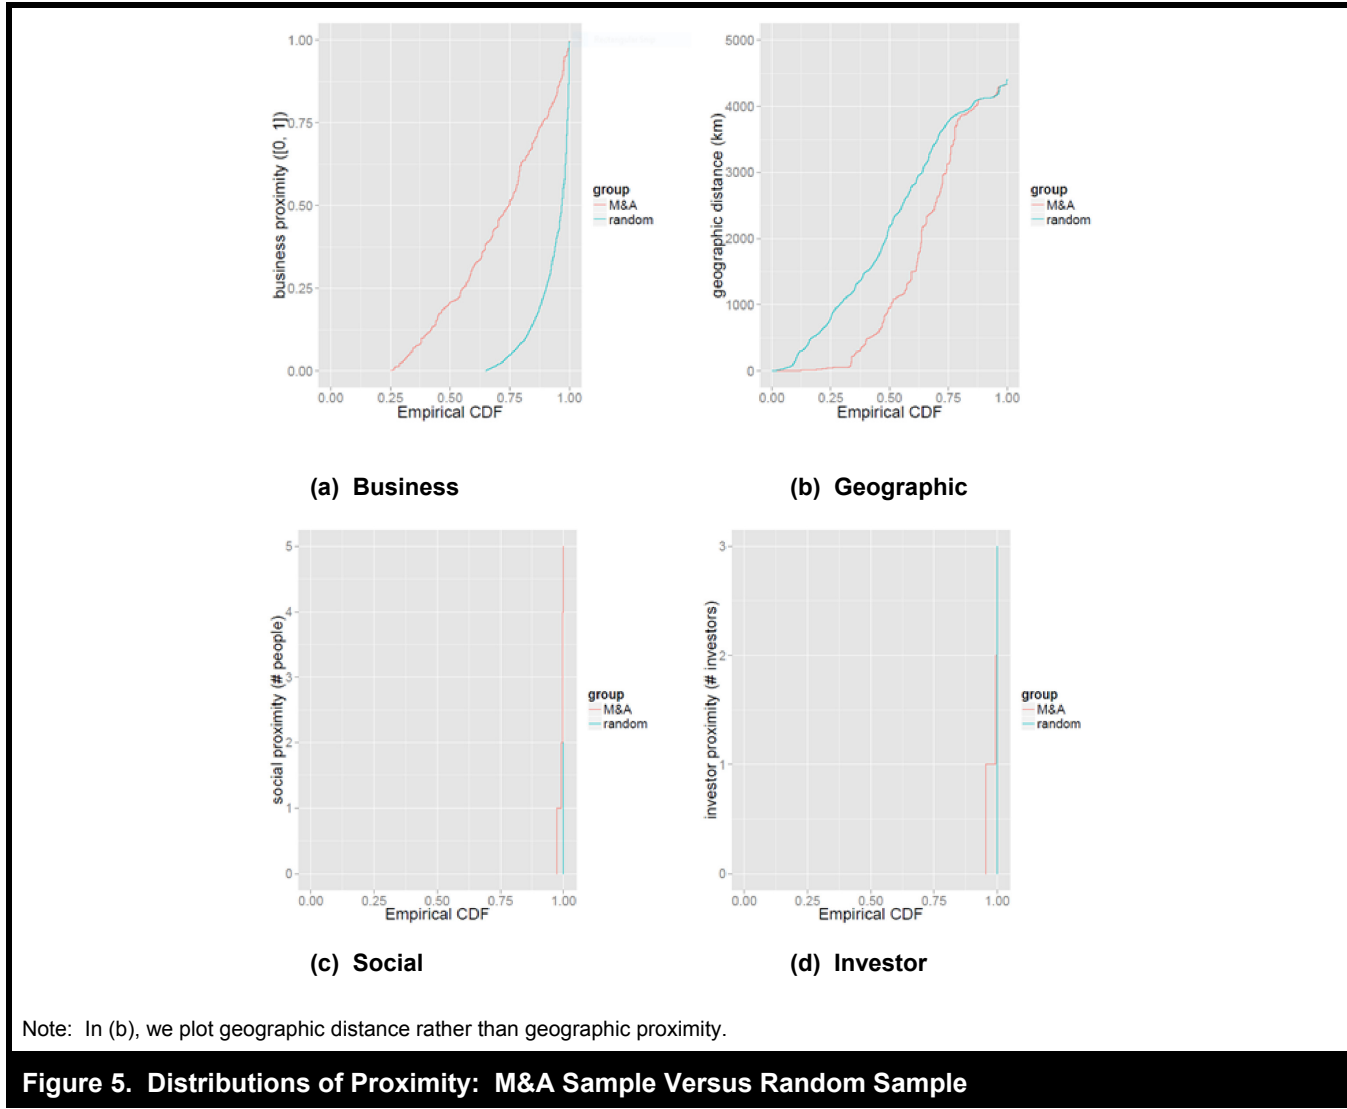 1.00
0.75
0.50
0.25
0.00
business proximity ([0, 1])
0.00 0.25 0.50 0.75 1.00
Empirical CDF
group
M&A
random
5000
4000
3000
2000
1000
0
geographic distance (km)
0.00 0.25 0.50 0.75 1.00
Empirical CDF
group
M&A
random
(a) Business
(b) Geographic
5
4
3
2
1
0
social proximity (# people)
0.00 0.25 0.50 0.75 1.00
Empirical CDF
group
M&A
random
3
2
1
0
investor proximity (# investors)
0.00 0.25 0.50 0.75 1.00
Empirical CDF
group
M&A
random
(c) Social
(d) Investor
Note: In (b), we plot geographic distance rather than geographic proximity.
Figure 5. Distributions of Proximity: M&A Sample Versus Random Sample